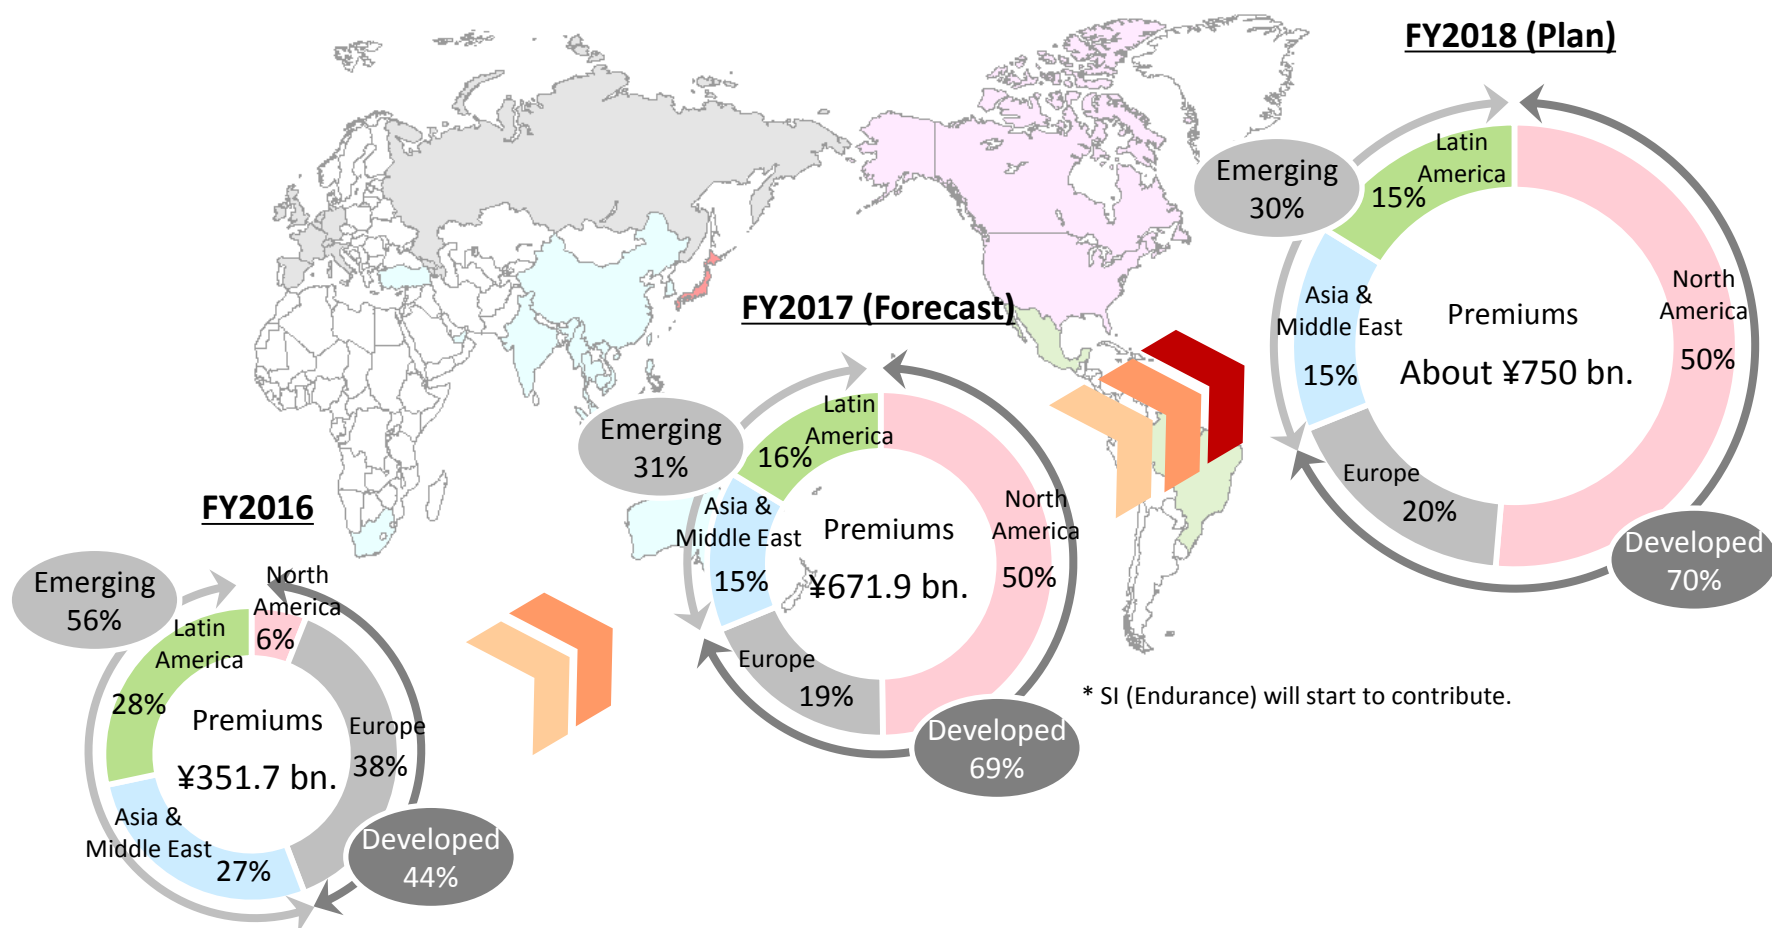 FY2016
Emerging
56%
North
America
6%
Latin
America
28%
Premiums
¥351.7 bn.
Europe
38%
Asia &
Middle East
27%
Developed
44%
FY2017 (Forecast)
Emerging
31%
Latin
America
16%
North
America
50%
Asia &
Middle East
15%
Premiums
¥671.9 bn.
Europe
19%
Developed
69%
* SI (Endurance) will start to contribute.
FY2018 (Plan)
Emerging
30%
Latin
America
15%
North
America
50%
Asia &
Middle East
15%
Premiums
About ¥750 bn.
Europe
20%
Developed
70%